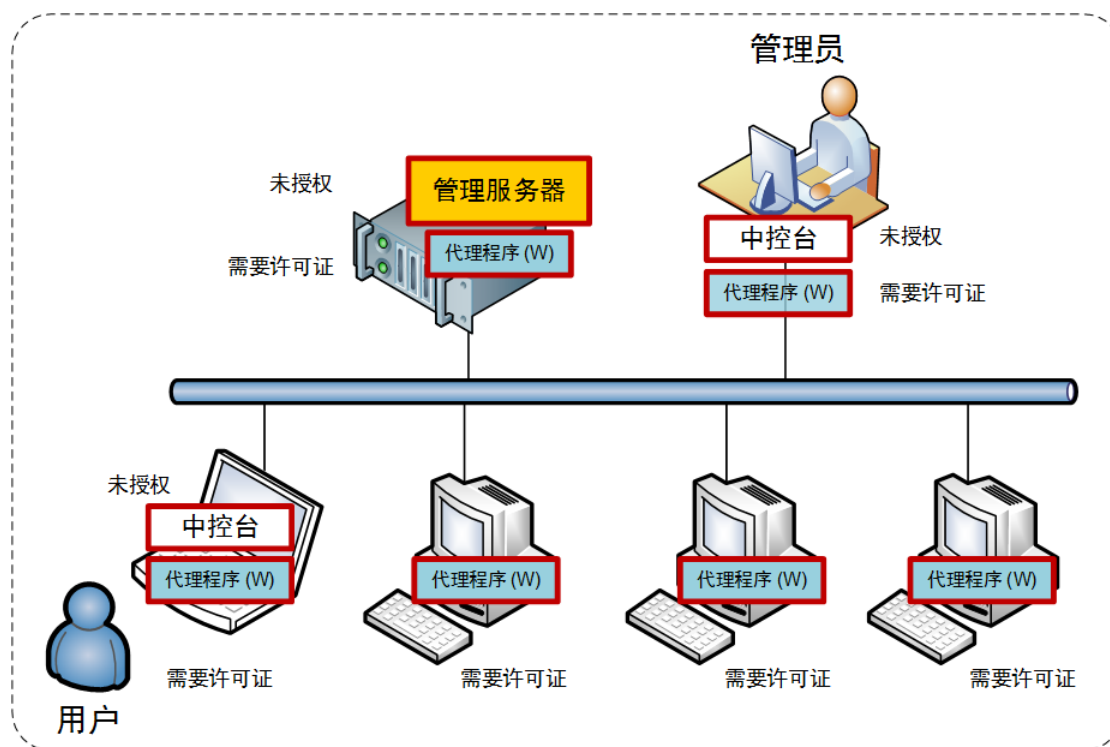 管理员
未授权
管理服务器
代理程序 (W)
需要许可证
中控台
未授权
代理程序 (W)
需要许可证
未授权
中控台
代理程序 (W)
代理程序 (W)
代理程序 (W)
代理程序 (W)
需要许可证
需要许可证
需要许可证
需要许可证
用户